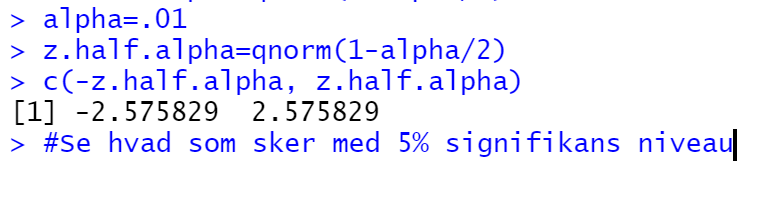 > alpha=.01
> z.half.alpha=qnorm(1-alpha/2)
> c(-z.half.alpha, z.half.alpha)
[1] -2.575829  2.575829
> #Se hvad som sker med 5% signifikans niveau